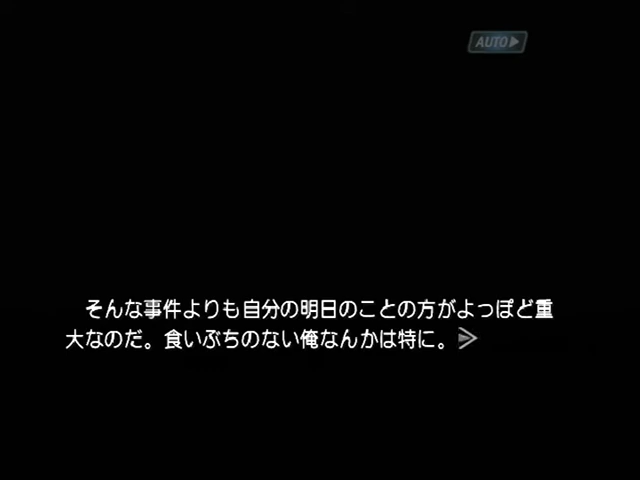 AUTO▶
そんな事件よりも自分の明日のことの方がよっぽど重
大なのだ。食いぶちのない俺なんかは特に。